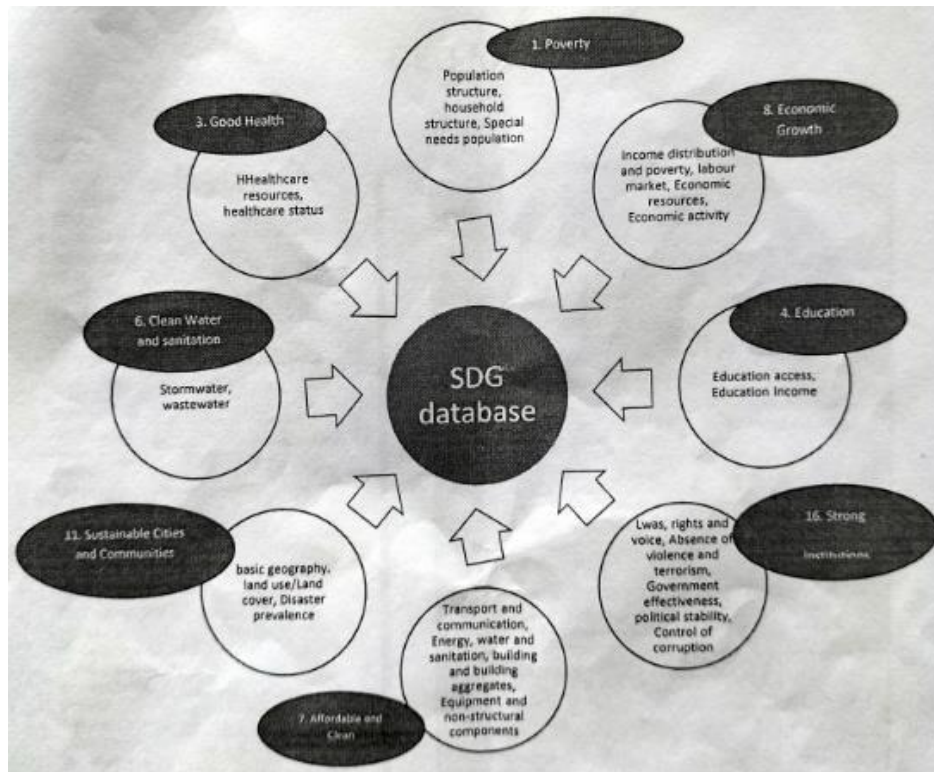 1. Poverty
Population
structure,
household
structure, Special
needs population
8. Economic
Growth
Income distribution
and poverty, labour
market, Economic
resources,
Economic activity
4. Education
Education access,
Education income
16. Strong
Institutions
Lwas, rights and
voice, Absence of
violence and
terrorism,
Government
effectiveness,
political stability,
Control of
corruption
7. Affordable and
Clean
Transport and
communication,
Energy, water and
sanitation, building
and building
aggregates,
Equipment and
non-structural
components
11. Sustainable Cities
and Communities
basic geography,
land use/Land
cover, Disaster
prevalence
6. Clean Water
and sanitation
Stormwater,
wastewater
3. Good Health
HHealthcare
resources,
healthcare status
SDG
database